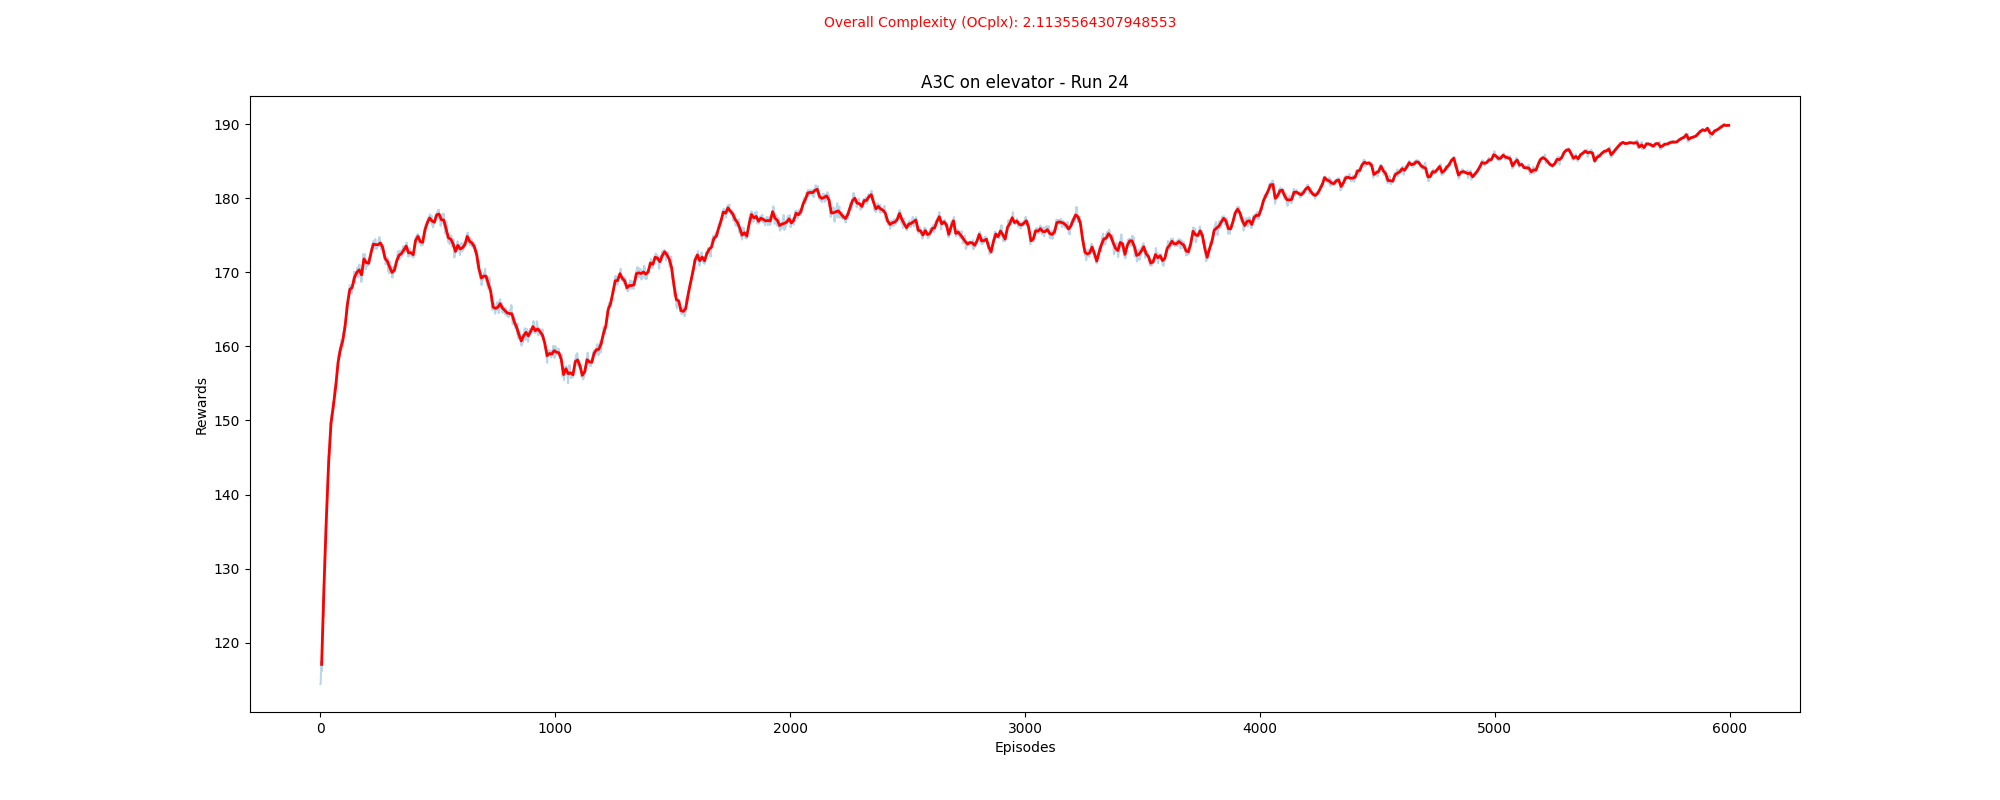 Overall Complexity (OCplx): 2.1135564307948553
A3C on elevator - Run 24
190
180
170
160
150
140
130
120
Rewards
0 1000 2000 3000 4000 5000 6000
Episodes